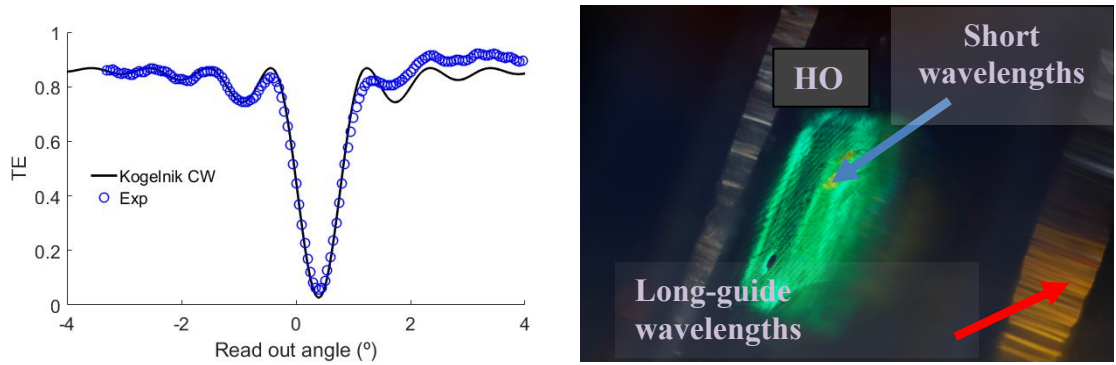 1
0.8
0.6
0.4
0.2
0
TE
Kogelnik CW
Exp
-4
-2
0
2
4
Read out angle (º)
HO
Short
wavelengths
Long-guide
wavelengths